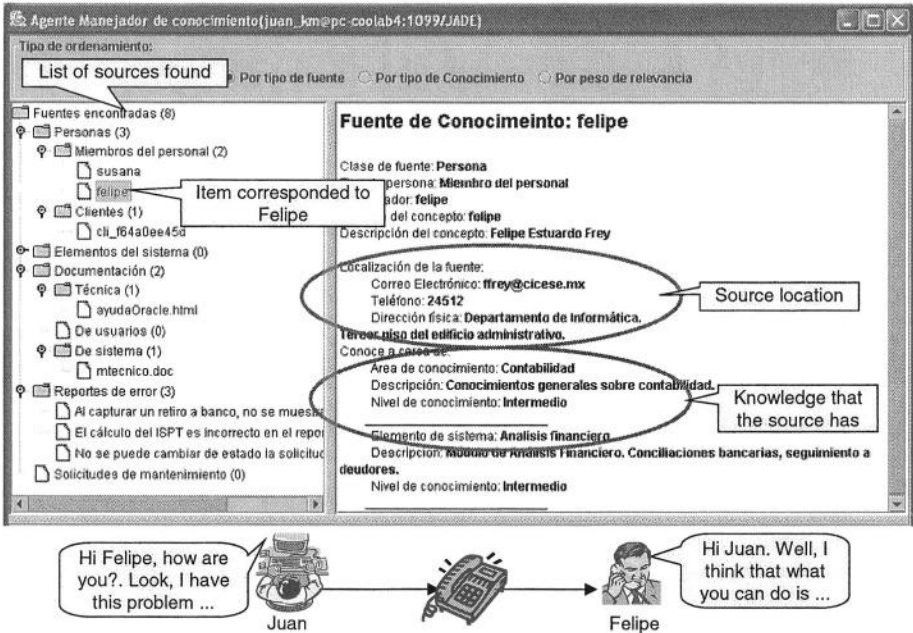 Agente Manejador de conocimiento(juan_km@pc-coolab4:1099/JADE)
Tipo de ordenamiento:
List of sources found
Por tipo de fuente
Por tipo de Conocimiento
Por peso de relevancia
Fuentes encontradas (8)
Personas (3)
Miembros del personal (2)
susana
felipe
Clientes (1)
cli_f64a0ee45d
Elementos del sistema (0)
Documentación (2)
Técnica (1)
ayudaOracle.html
De usuarios (0)
De sistema (1)
mtecnico.doc
Reportes de error (3)
Al capturar un retiro a banco, no se muest
El cálculo del ISPT es incorrecto en el repor
No se puede cambiar de estado la solicitud
Solicitudes de mantenimiento (0)
Item corresponded to
Felipe
Fuente de Conocimeinto: felipe
Clase de fuente: Persona
persona: Miembro del personal
ador: felipe
del concepto: felipe
Descripción del concepto: Felipe Estuardo Frey
Localización de la fuente:
Correo Electrónico: ffrey@cicese.mx
Teléfono: 24512
Dirección física: Departamento de Informática.
Tercer piso del edificio administrativo.
Conoce a cerca de:
Area de conocimiento: Contabilidad
Descripción: Conocimientos generales sobre contabilidad.
Nivel de conocimiento: Intermedio
Elemento de sistema: Analisis financiero
Descripción: Módulo de Análisis Financiero. Conciliaciones bancarias, seguimiento a
deudores.
Nivel de conocimiento: Intermedio
Source location
Knowledge that
the source has
Hi Felipe, how are
you?. Look, I have
this problem ...
Juan
Hi Juan. Well, I
think that what
you can do is ...
Felipe